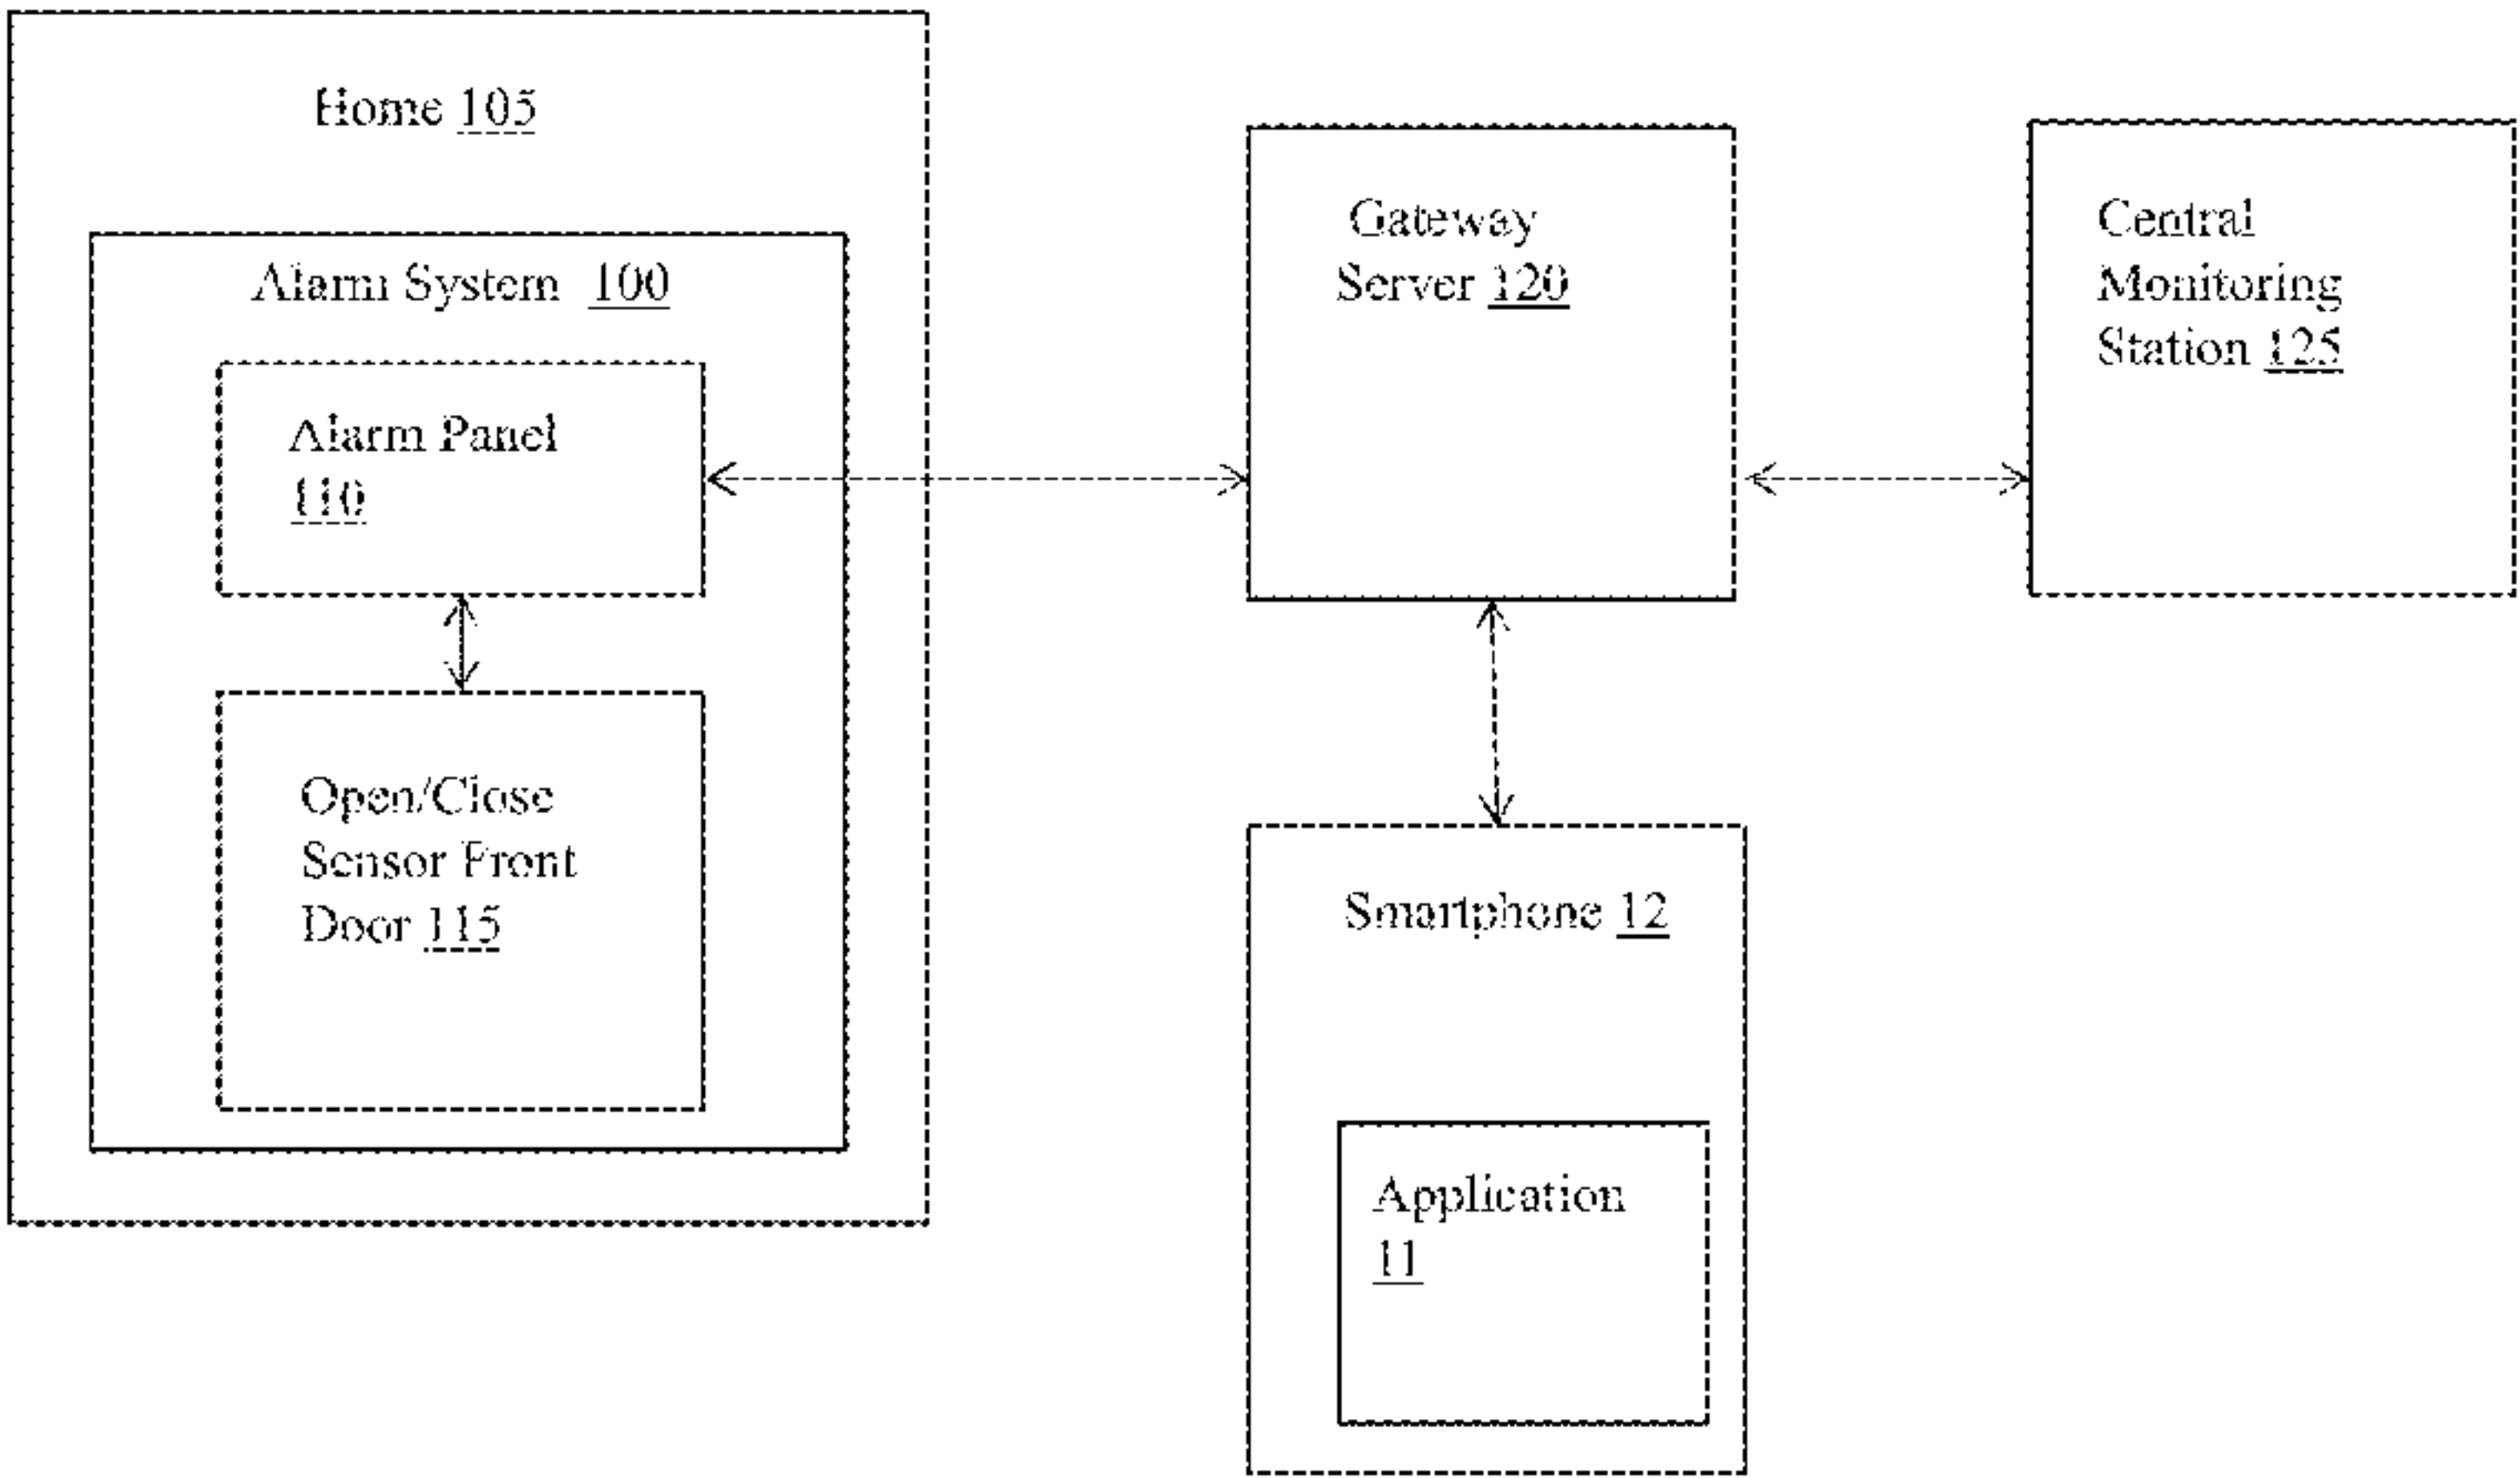 Home 105
Alarm System 100
Alarm Panel
110
Open/Close
Sensor Front
Door 115
Gateway
Server 120
Central
Monitoring
Station 125
Smartphone 12
Application
11